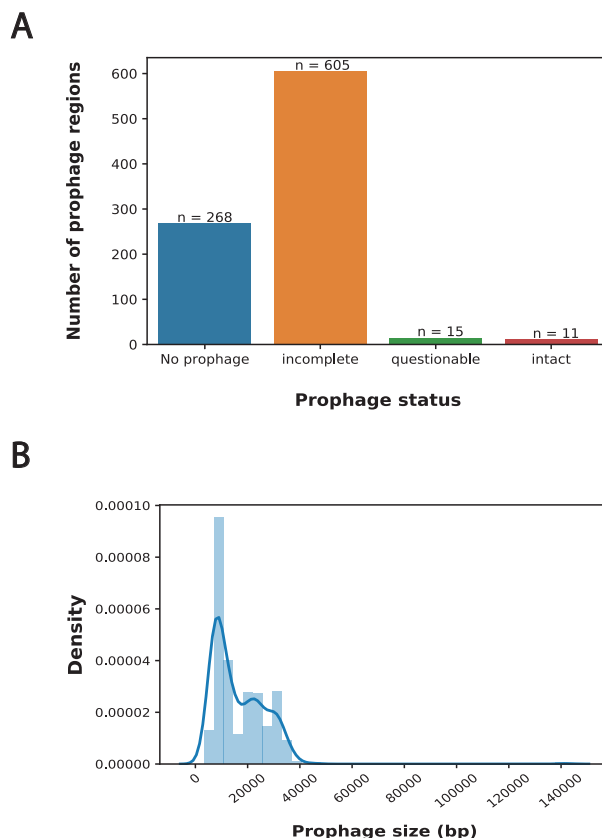 A
Number of prophage regions
600
500
400
300
200
100
0
n = 268
n = 605
n = 15
n = 11
No prophage
incomplete
questionable
intact
Prophage status
B
Density
0.00010
0.00008
0.00006
0.00004
0.00002
0.00000
0
20000
40000
60000
80000
100000
120000
140000
Prophage size (bp)